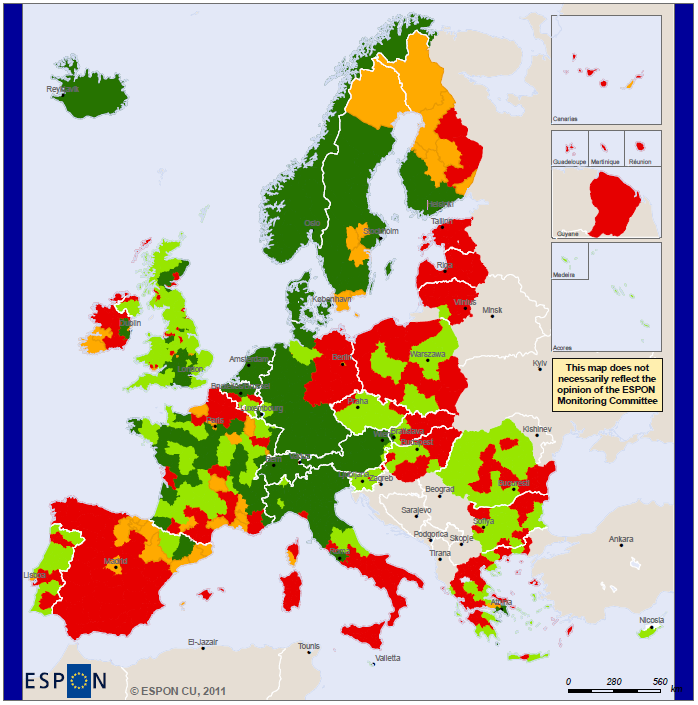 Canarias
Reykjavik
Guadeloupe
Martinique
Réunion
Guyane
Oslo
Tallinn
Stockholm
Riga
Madeira
København
Vilnius
Minsk
Dublin
Acores
Amsterdam
Berlin
Warszawa
London
This map does not
necessarily reflect the
opinion of the ESPON
Monitoring Committee
Kyiv
Luxembourg
Praha
Paris
Kishinev
Bratislava
Budapest
Zagreb
Bucuresti
Beograd
Sarajevo
Sofiya
Podgorica
Skopje
Ankara
Roma
Tirana
Madrid
Lisboa
Athina
Nicosia
El-Jazair
Tounis
Valletta
ESPON
© ESPON CU, 2011
0 280 560
km